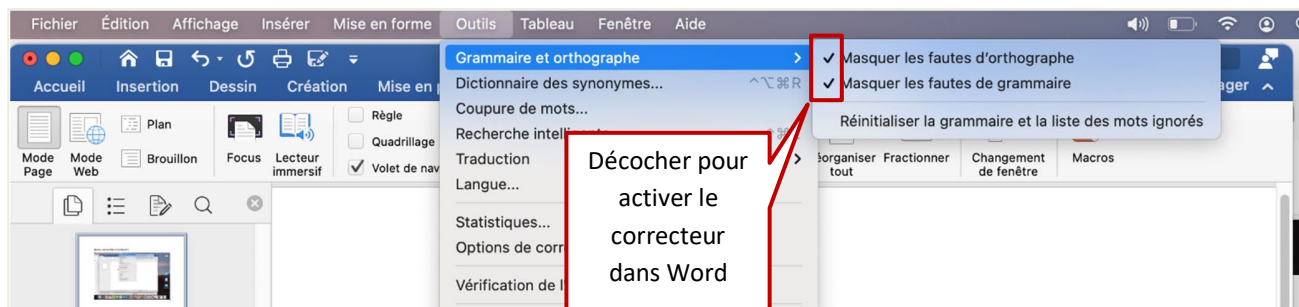 Fichier Édition Affichage Insérer Mise en forme Outils Tableau Fenêtre Aide
Accueil Insertion Dessin Création Mise en
Grammaire et orthographe
Dictionnaire des synonymes... ^⌥⌘R
Coupure de mots...
Traduction
Langue...
Statistiques...
Options de corr
Vérification de l'
✓ Masquer les fautes d'orthographe
✓ Masquer les fautes de grammaire
Réinitialiser la grammaire et la liste des mots ignorés
Mode Page
Mode Web
Plan
Brouillon
Focus
Lecteur immersif
Règle
Quadrillage
Volet de nav
tout
Fractionner
Changement de fenêtre
Macros
Décocher pour
activer le
correcteur
dans Word